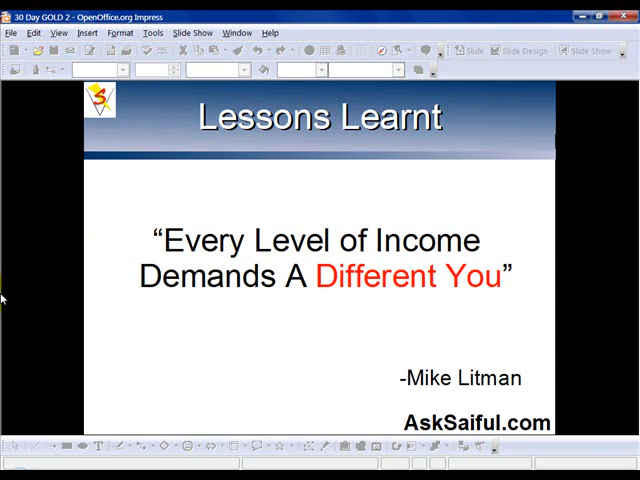 30 Day GOLD 2 - OpenOffice.org Impress
File Edit View Insert Format Tools Slide Show Window Help
Slide Slide Design Slide Show
S
Lessons Learnt
“Every Level of Income
Demands A Different You”
-Mike Litman
AskSaiful.com
T